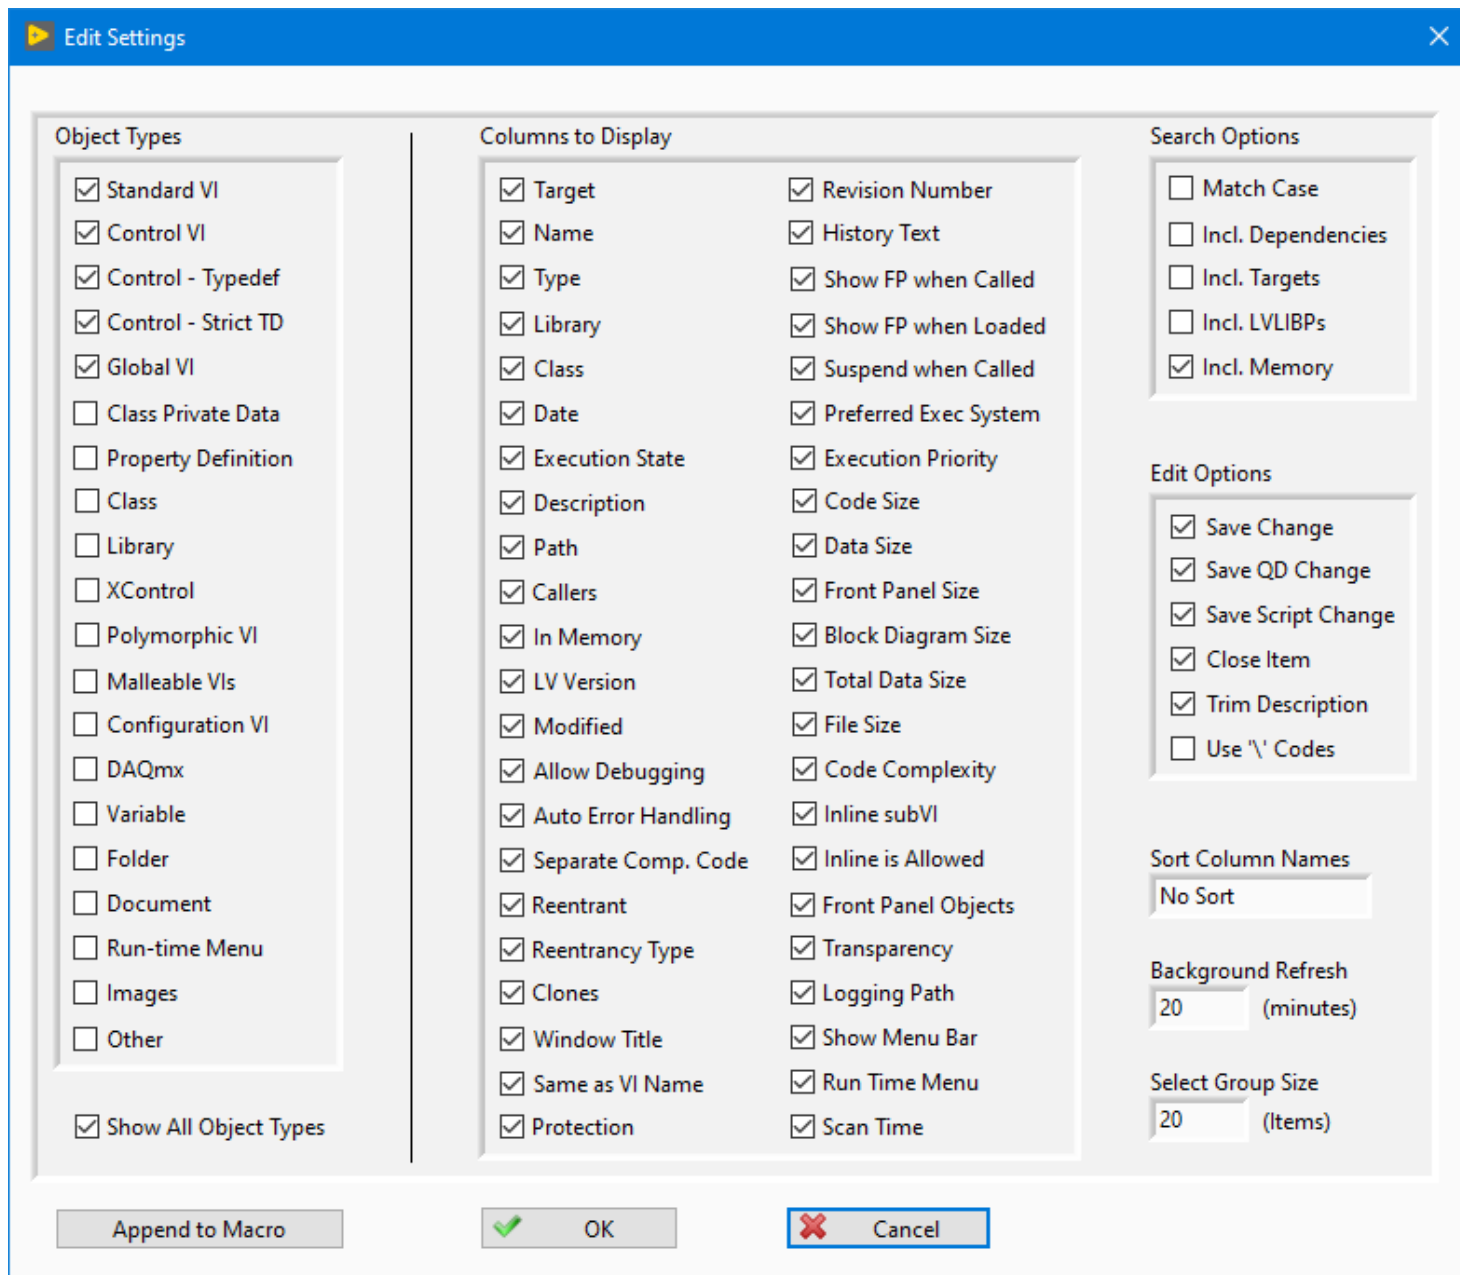 Edit Settings
Object Types
Standard VI
Control VI
Control - Typedef
Control - Strict TD
Global VI
Class Private Data
Property Definition
Class
Library
XControl
Polymorphic VI
Malleable VIs
Configuration VI
DAQmx
Variable
Folder
Document
Run-time Menu
Images
Other
Show All Object Types
Columns to Display
Target
Name
Type
Library
Class
Date
Execution State
Description
Path
Callers
In Memory
LV Version
Modified
Allow Debugging
Auto Error Handling
Separate Comp. Code
Reentrant
Reentrancy Type
Clones
Window Title
Same as VI Name
Protection
Revision Number
History Text
Show FP when Called
Show FP when Loaded
Suspend when Called
Preferred Exec System
Execution Priority
Code Size
Data Size
Front Panel Size
Block Diagram Size
Total Data Size
File Size
Code Complexity
Inline subVI
Inline is Allowed
Front Panel Objects
Transparency
Logging Path
Show Menu Bar
Run Time Menu
Scan Time
Search Options
Match Case
Incl. Dependencies
Incl. Targets
Incl. LVLIBPs
Incl. Memory
Edit Options
Save Change
Save QD Change
Save Script Change
Close Item
Trim Description
Use '\' Codes
Sort Column Names
No Sort
Background Refresh
20 (minutes)
Select Group Size
20 (Items)
Append to Macro
OK
Cancel